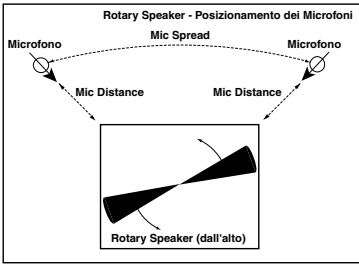 Rotary Speaker - Posizionamento dei Microfoni
Mic Spread
Microfono
Microfono
Mic Distance
Mic Distance
Rotary Speaker (dall'alto)